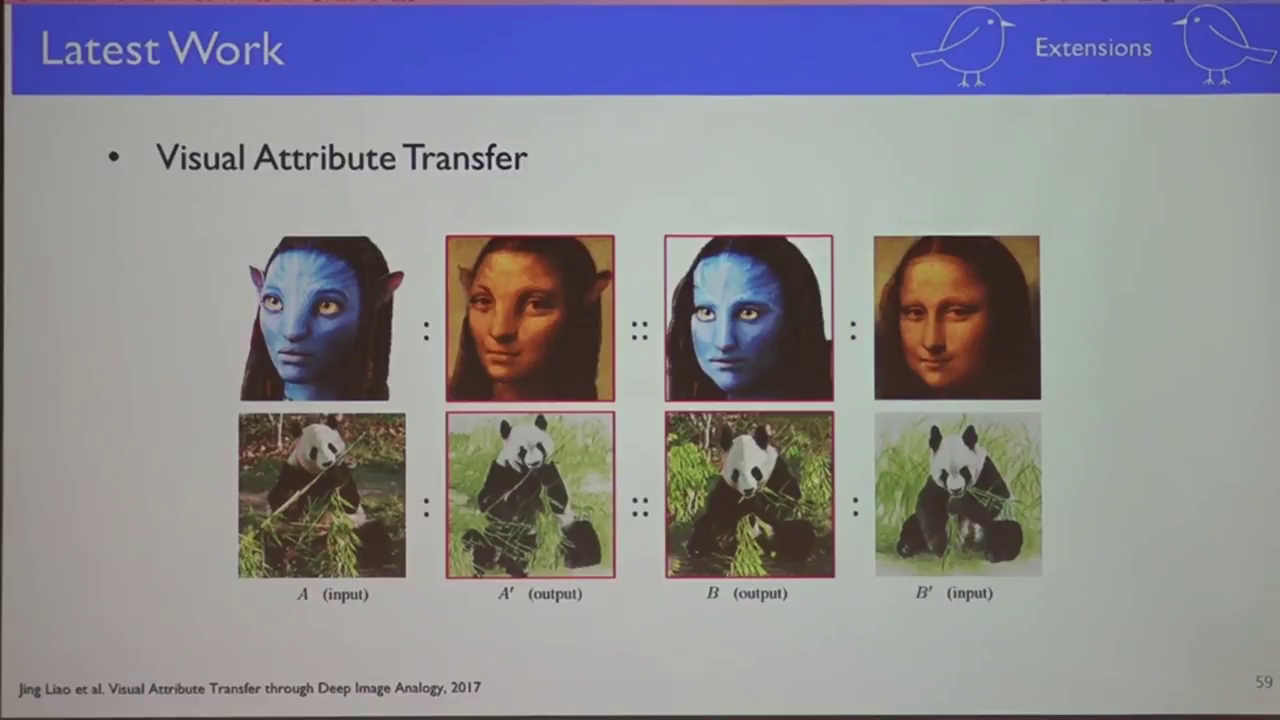 Latest Work
Extensions
• Visual Attribute Transfer
: :: :
: :: :
A (input) A' (output) B (output) B' (input)
Jing Liao et al. Visual Attribute Transfer through Deep Image Analogy, 2017
59